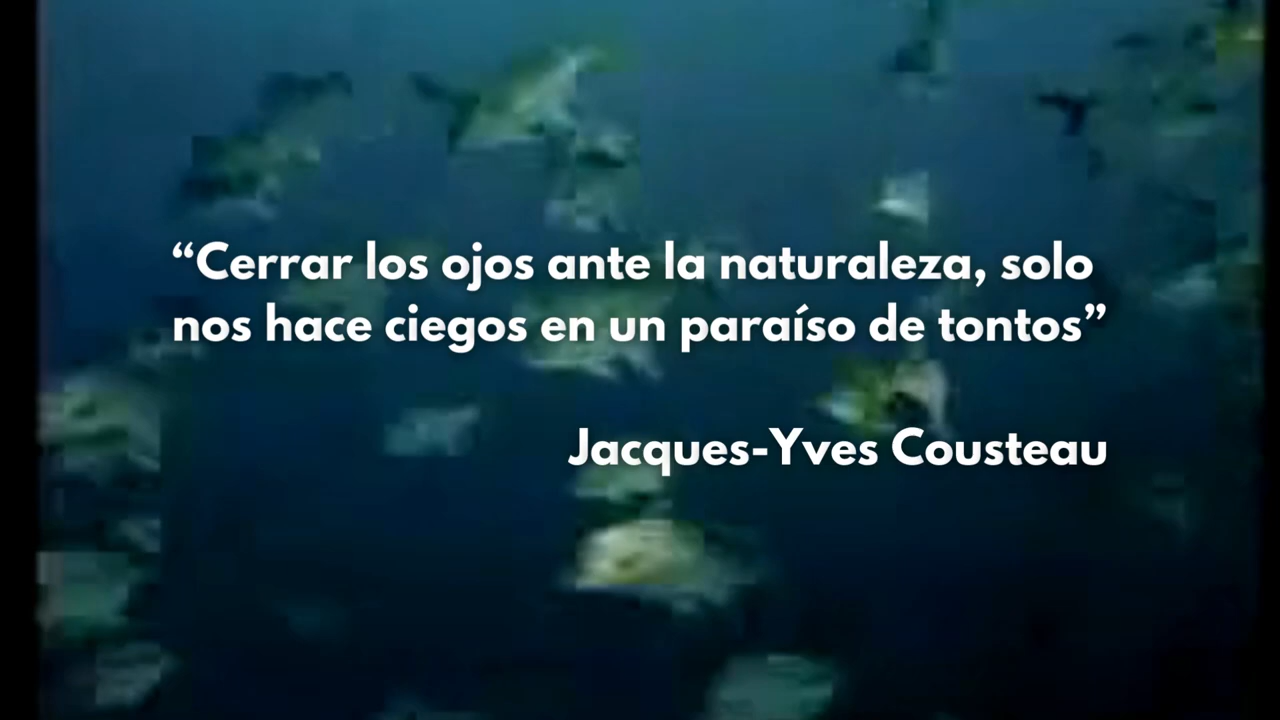 “Cerrar los ojos ante la naturaleza, solo
nos hace ciegos en un paraíso de tontos”
Jacques-Yves Cousteau